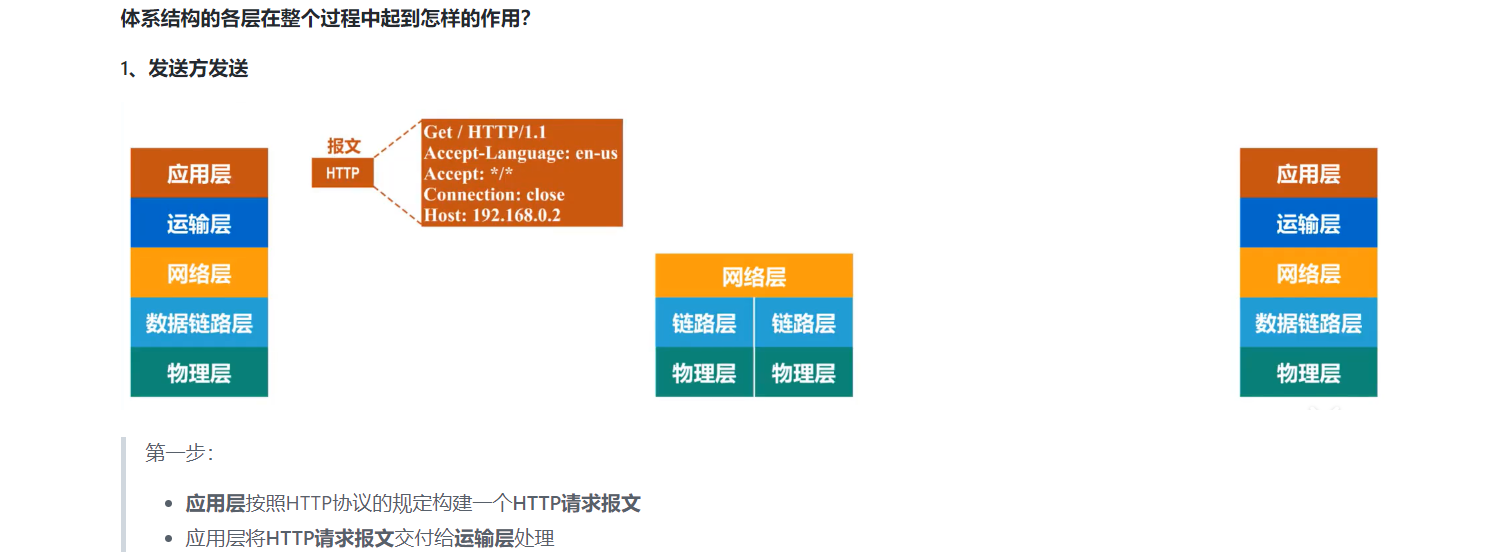 体系结构的各层在整个过程中起到怎样的作用？
1、发送方发送
报文
HTTP
Get / HTTP/1.1
Accept-Language: en-us
Accept: */*
Connection: close
Host: 192.168.0.2
应用层
运输层
网络层
数据链路层
物理层
网络层
链路层 链路层
物理层 物理层
应用层
运输层
网络层
数据链路层
物理层
第一步：
应用层按照HTTP协议的规定构建一个HTTP请求报文
应用层将HTTP请求报文交付给运输层处理